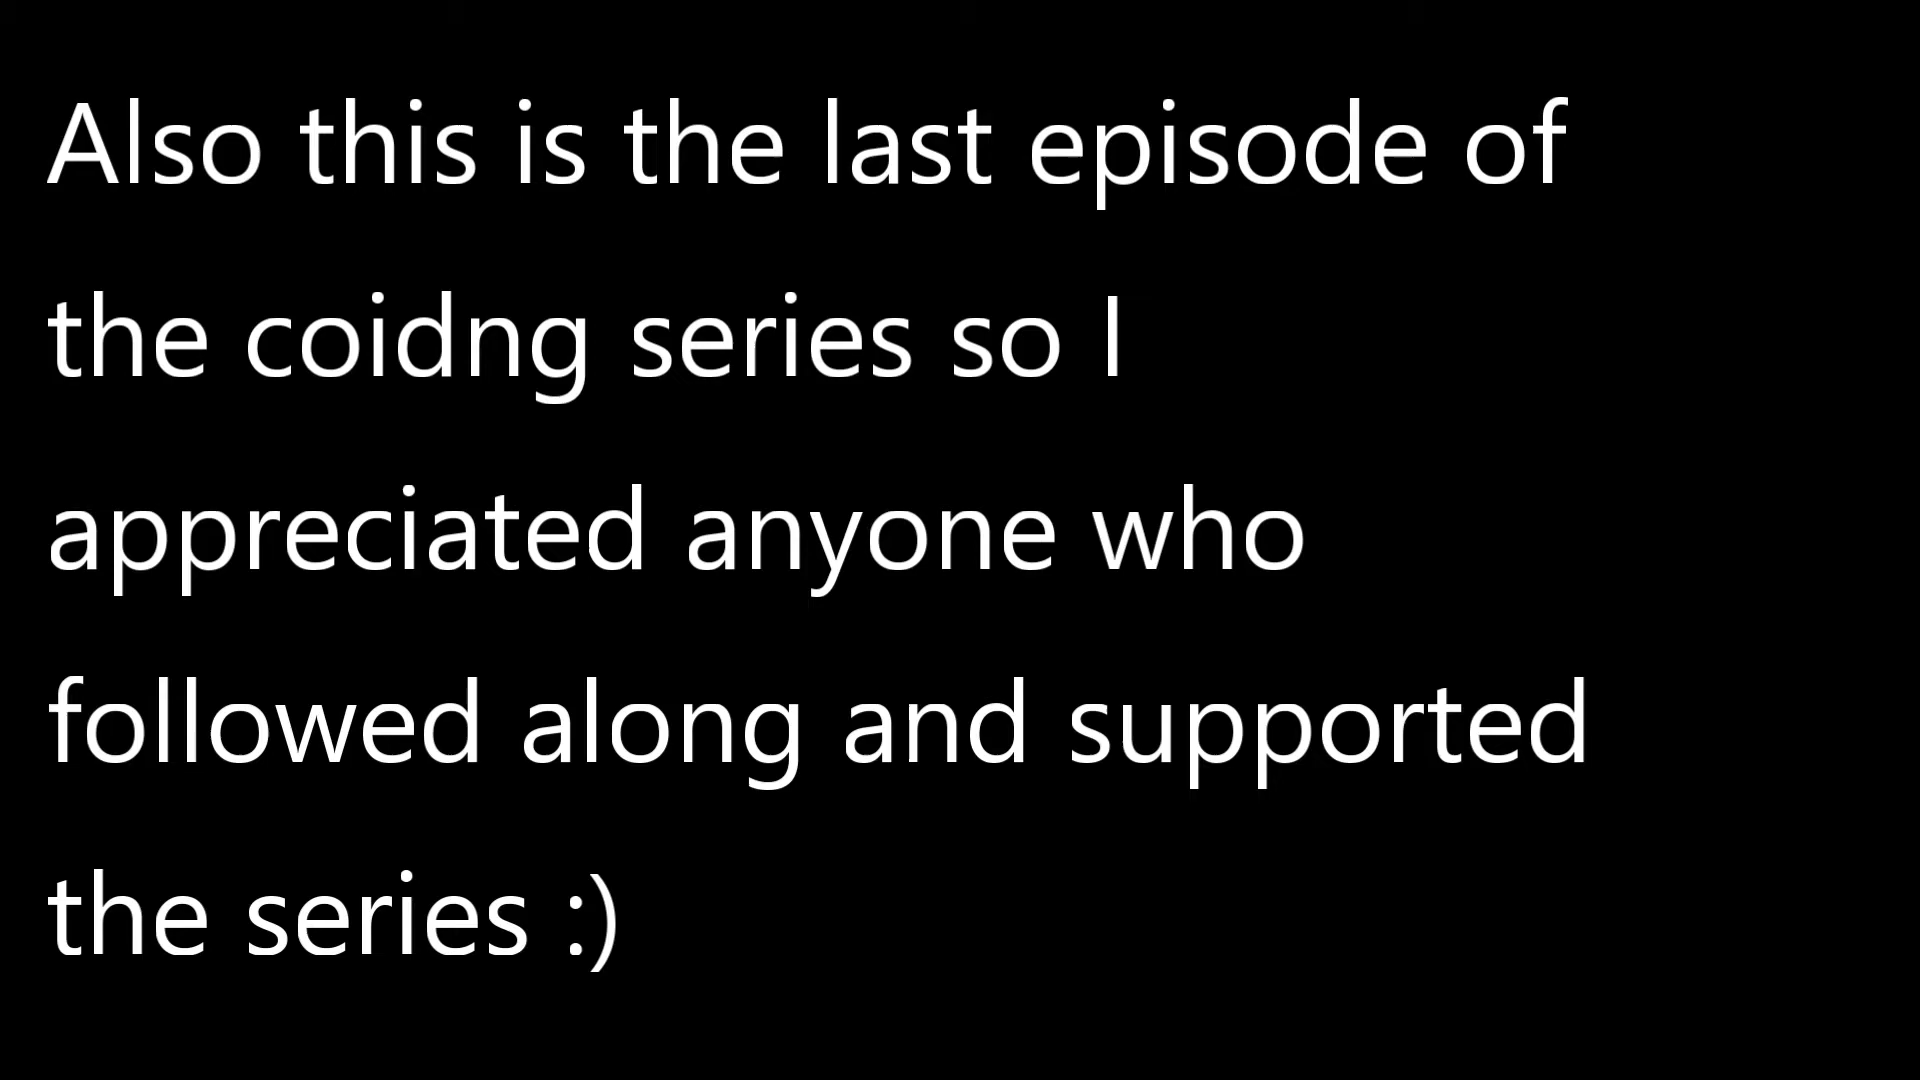 Also this is the last episode of
the coidng series so I
appreciated anyone who
followed along and supported
the series :)